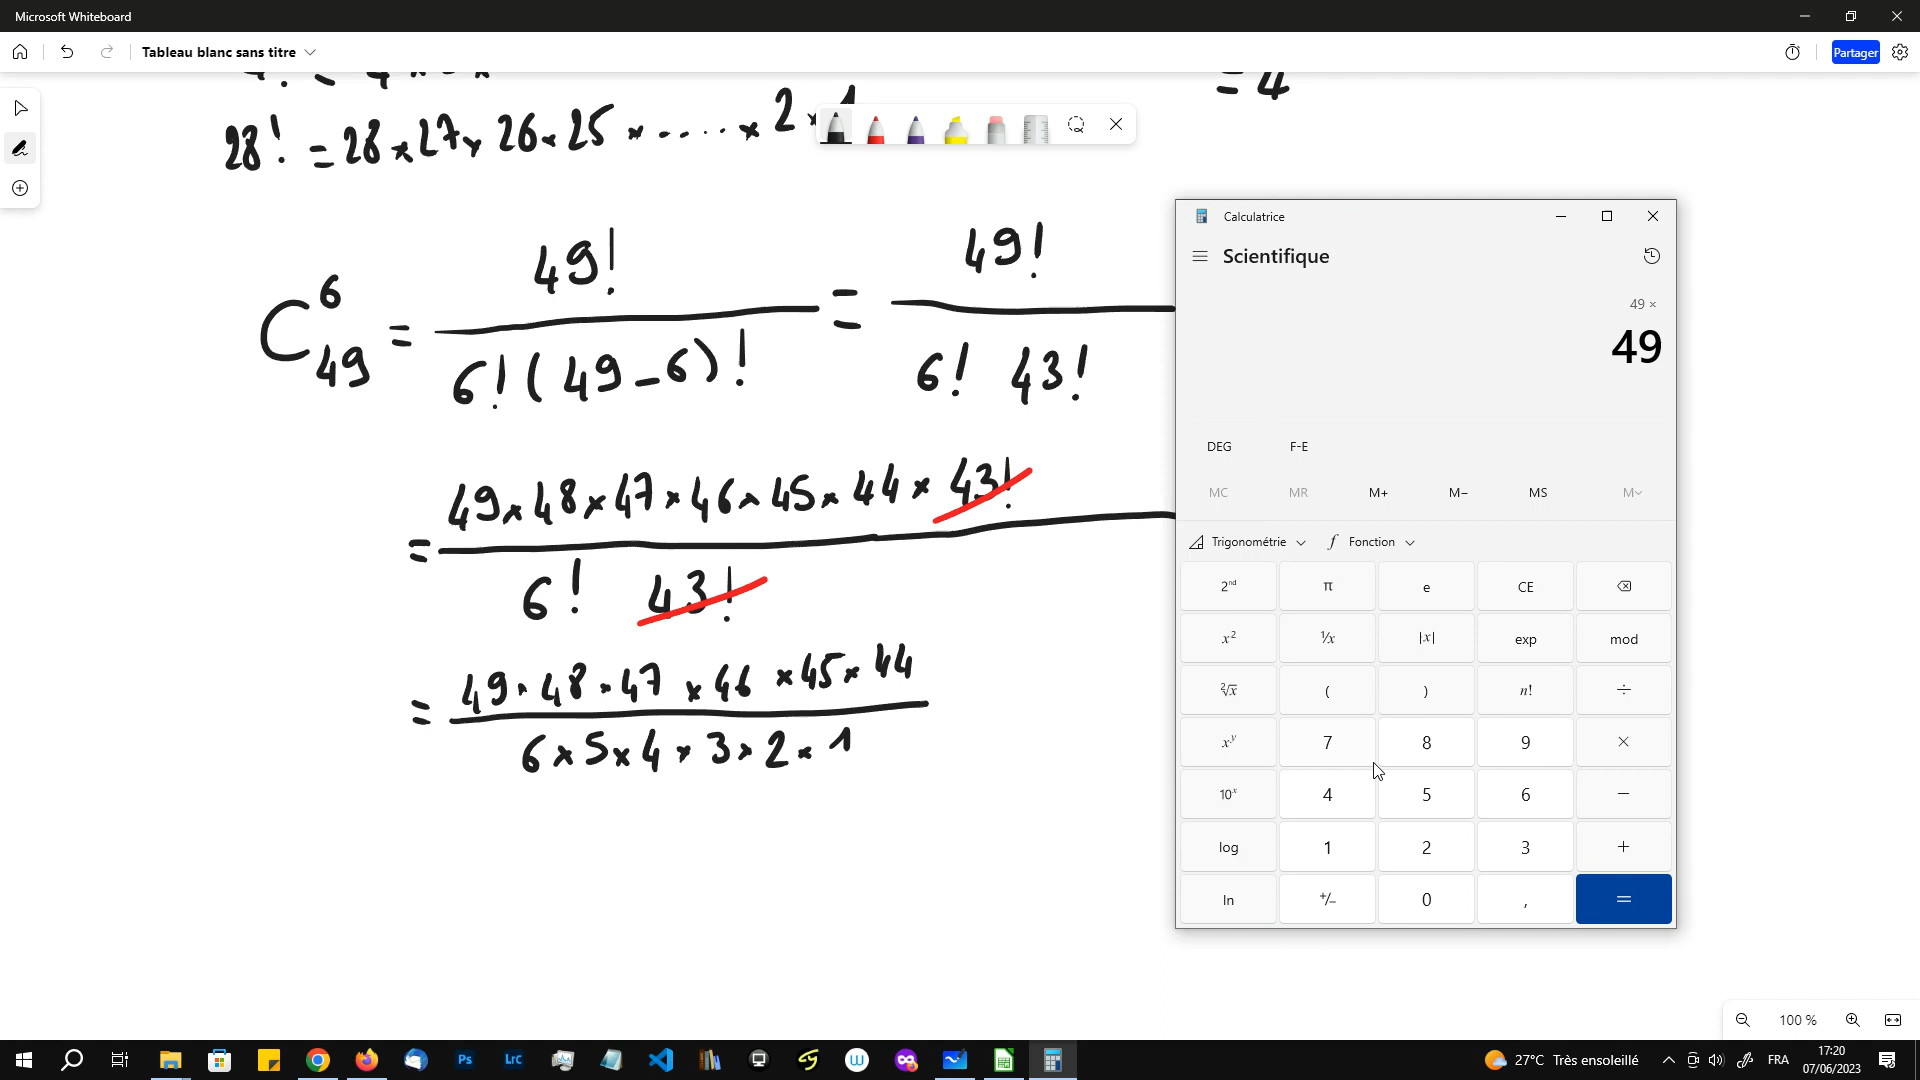 Microsoft Whiteboard
Tableau blanc sans titre
Partager
= 4
28! = 28 × 27 × 26 × 25 × ..... × 2 × 1
C 6 49 = 49! / 6! (49 - 6)! = 49! / 6! 43!
= 49 × 48 × 47 × 46 × 45 × 44 × 43! / 6! 43!
= 49 × 48 × 47 × 46 × 45 × 44 / 6 × 5 × 4 × 3 × 2 × 1
Calculatrice
Scientifique
49 ×
49
DEG F-E
MC MR M+ M− MS M
Trigonométrie f Fonction
2nd π e CE
x² ¹/x |x| exp mod
²√x ( ) n! ÷
xʸ 7 8 9 ×
10ˣ 4 5 6 −
log 1 2 3 +
ln +/− 0 , =
100 %
Ps Lrc
27°C Très ensoleillé
FRA
17:20
07/06/2023